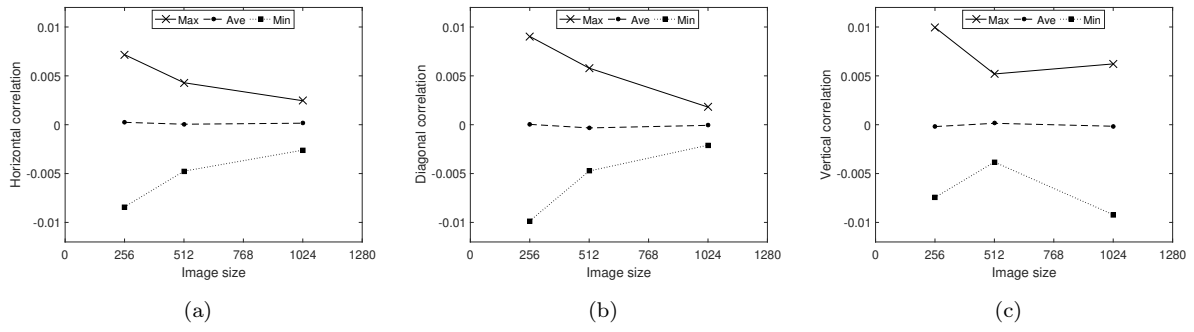 Max Ave Min
0.01
0.005
0
-0.005
-0.01
Horizontal correlation
0 256 512 768 1024 1280
Image size
(a)
Max Ave Min
0.01
0.005
0
-0.005
-0.01
Diagonal correlation
0 256 512 768 1024 1280
Image size
(b)
Max Ave Min
0.01
0.005
0
-0.005
-0.01
Vertical correlation
0 256 512 768 1024 1280
Image size
(c)